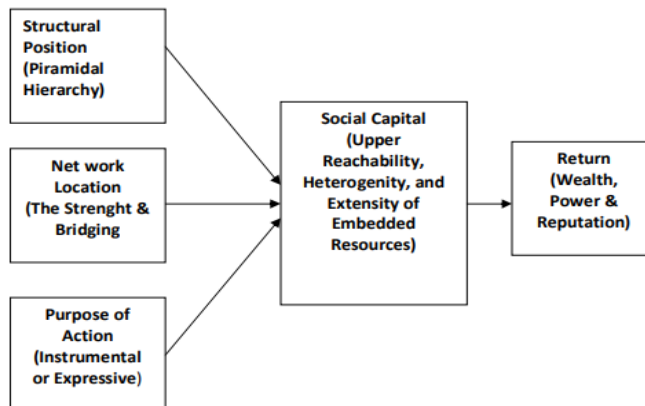 Structural
Position
(Piramidal
Hierarchy)
Net work
Location
(The Strenght &
Bridging
Purpose of
Action
(Instrumental
or Expressive)
Social Capital
(Upper
Reachability,
Heterogenity, and
Extensity of
Embedded
Resources)
Return
(Wealth,
Power &
Reputation)